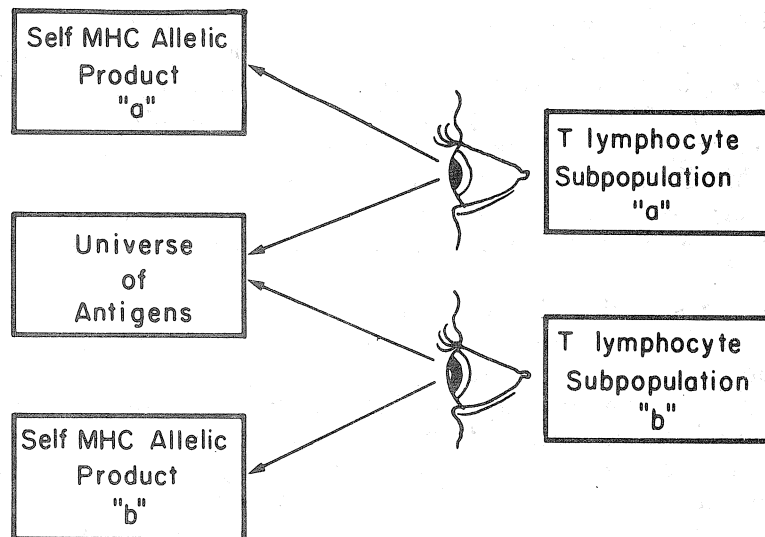 Self MHC Allelic
Product
"a"
T lymphocyte
Subpopulation
"a"
Universe
of
Antigens
T lymphocyte
Subpopulation
"b"
Self MHC Allelic
Product
"b"